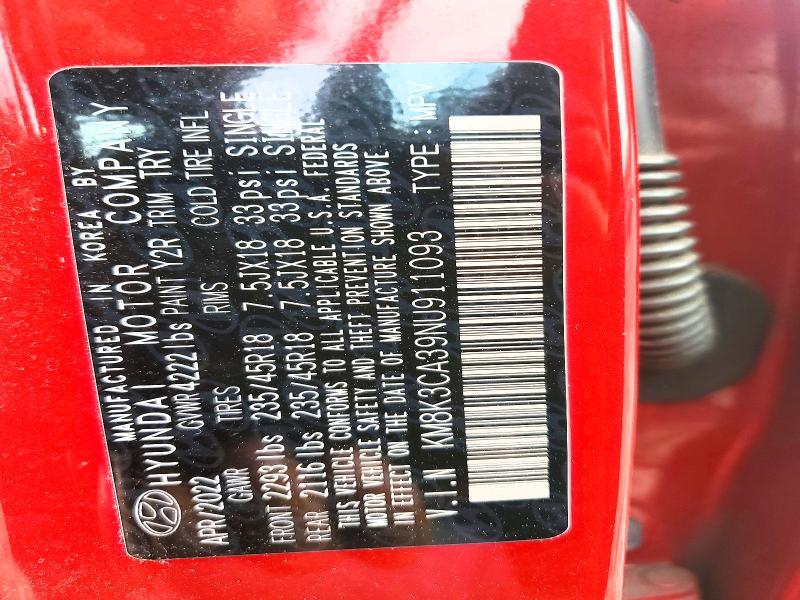 MANUFACTURED IN KOREA BY
HYUNDAI MOTOR COMPANY
GVWR 4222 lbs PAINT Y2R TRIM TRY
APR/2022
GAWR TIRES RIMS COLD TIRE INFL
FRONT 2293 lbs 235/45R18 7.5JX18 33psi SINGLE
REAR 2116 lbs 235/45R18 7.5JX18 33psi SINGLE
THIS VEHICLE CONFORMS TO ALL APPLICABLE U.S.A. FEDERAL
MOTOR VEHICLE SAFETY AND THEFT PREVENTION STANDARDS
IN EFFECT ON THE DATE OF MANUFACTURE SHOWN ABOVE
V.I.N KM8K3CA39NU911093 TYPE : MPV